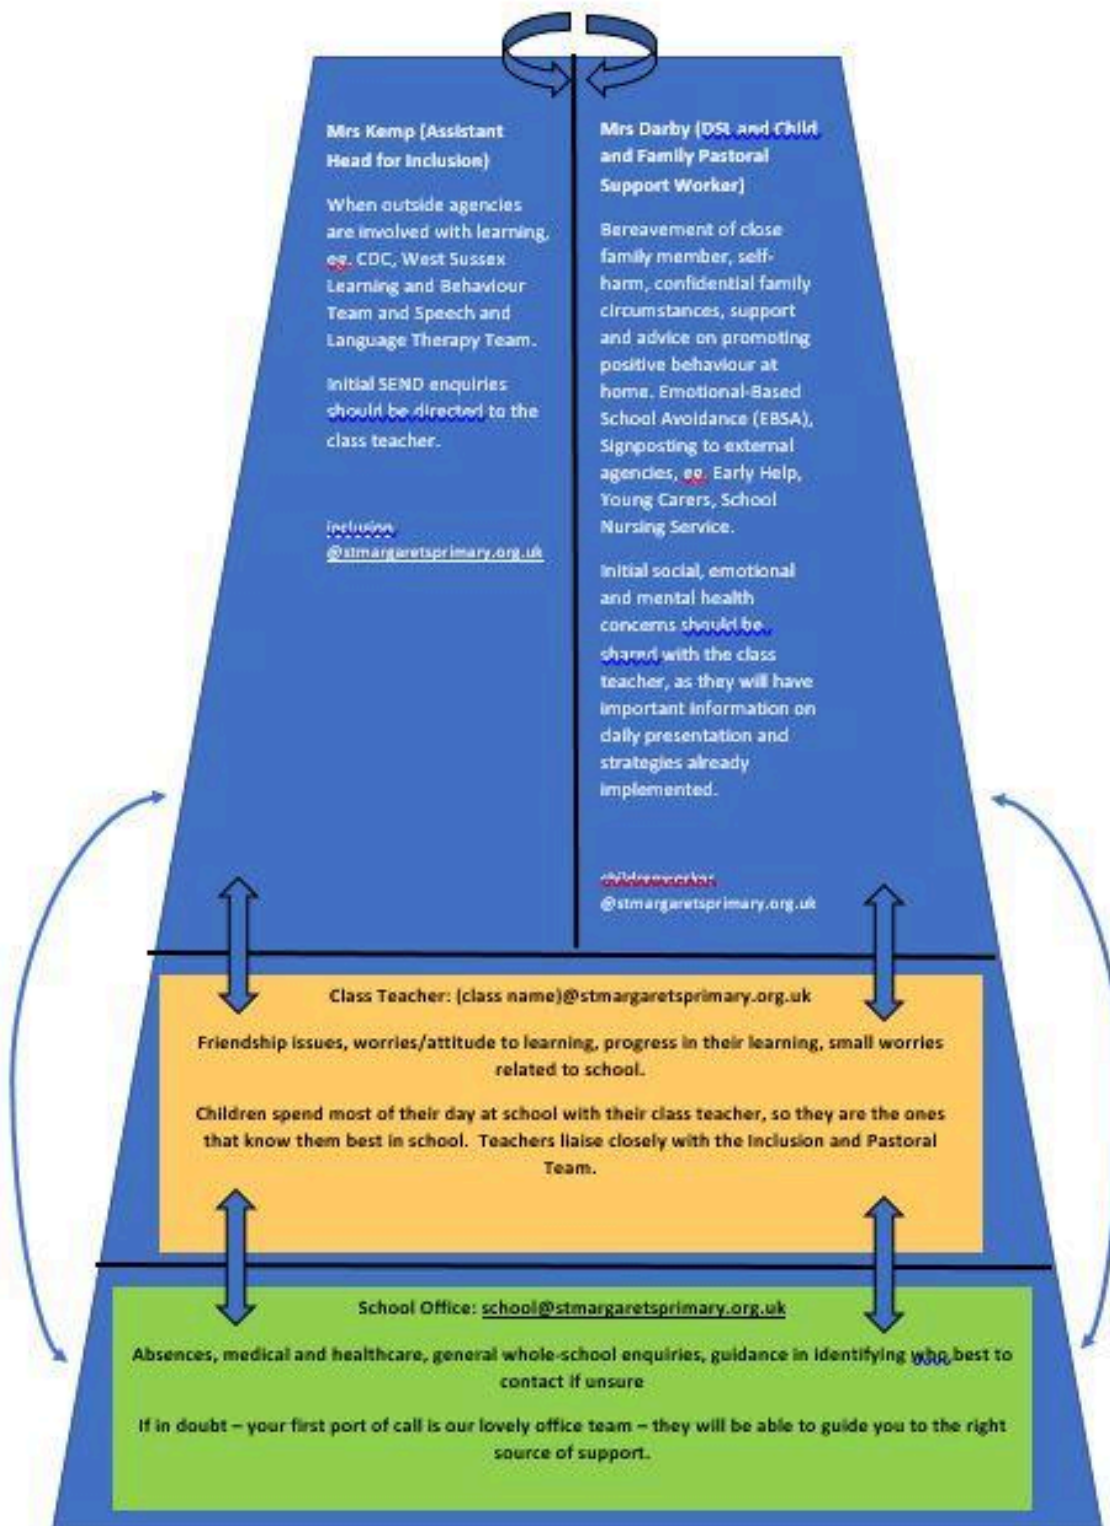 Mrs Kemp (Assistant
Head for Inclusion)
When outside agencies
are involved with learning,
eg. CDC, West Sussex
Learning and Behaviour
Team and Speech and
Language Therapy Team.
Initial SEND enquiries
should be directed to the
class teacher.
inclusion
@stmargaretsprimary.org.uk
Mrs Darby (DSL and Child
and Family Pastoral
Support Worker)
Bereavement of close
family member, self-
harm, confidential family
circumstances, support
and advice on promoting
positive behaviour at
home. Emotional-Based
School Avoidance (EBSA),
Signposting to external
agencies, eg. Early Help,
Young Carers, School
Nursing Service.
Initial social, emotional
and mental health
concerns should be
shared with the class
teacher, as they will have
important information on
daily presentation and
strategies already
implemented.
@stmargaretsprimary.org.uk
Class Teacher: (class name)@stmargaretsprimary.org.uk
Friendship issues, worries/attitude to learning, progress in their learning, small worries
related to school.
Children spend most of their day at school with their class teacher, so they are the ones
that know them best in school. Teachers liaise closely with the Inclusion and Pastoral
Team.
School Office: school@stmargaretsprimary.org.uk
Absences, medical and healthcare, general whole-school enquiries, guidance in identifying who best to
contact if unsure
If in doubt – your first port of call is our lovely office team – they will be able to guide you to the right
source of support.